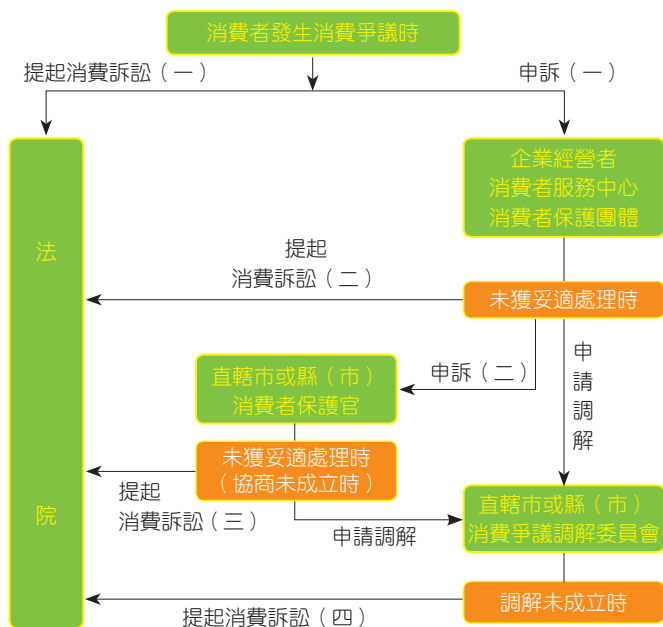 消費者發生消費爭議時
提起消費訴訟（一）
申訴（一）
企業經營者
消費者服務中心
消費者保護團體
法
院
提起
消費訴訟（二）
未獲妥適處理時
申訴（二）
申
請
調
解
直轄市或縣（市）
消費者保護官
未獲妥適處理時
（協商未成立時）
提起
消費訴訟（三）
申請調解
直轄市或縣（市）
消費爭議調解委員會
調解未成立時
提起消費訴訟（四）